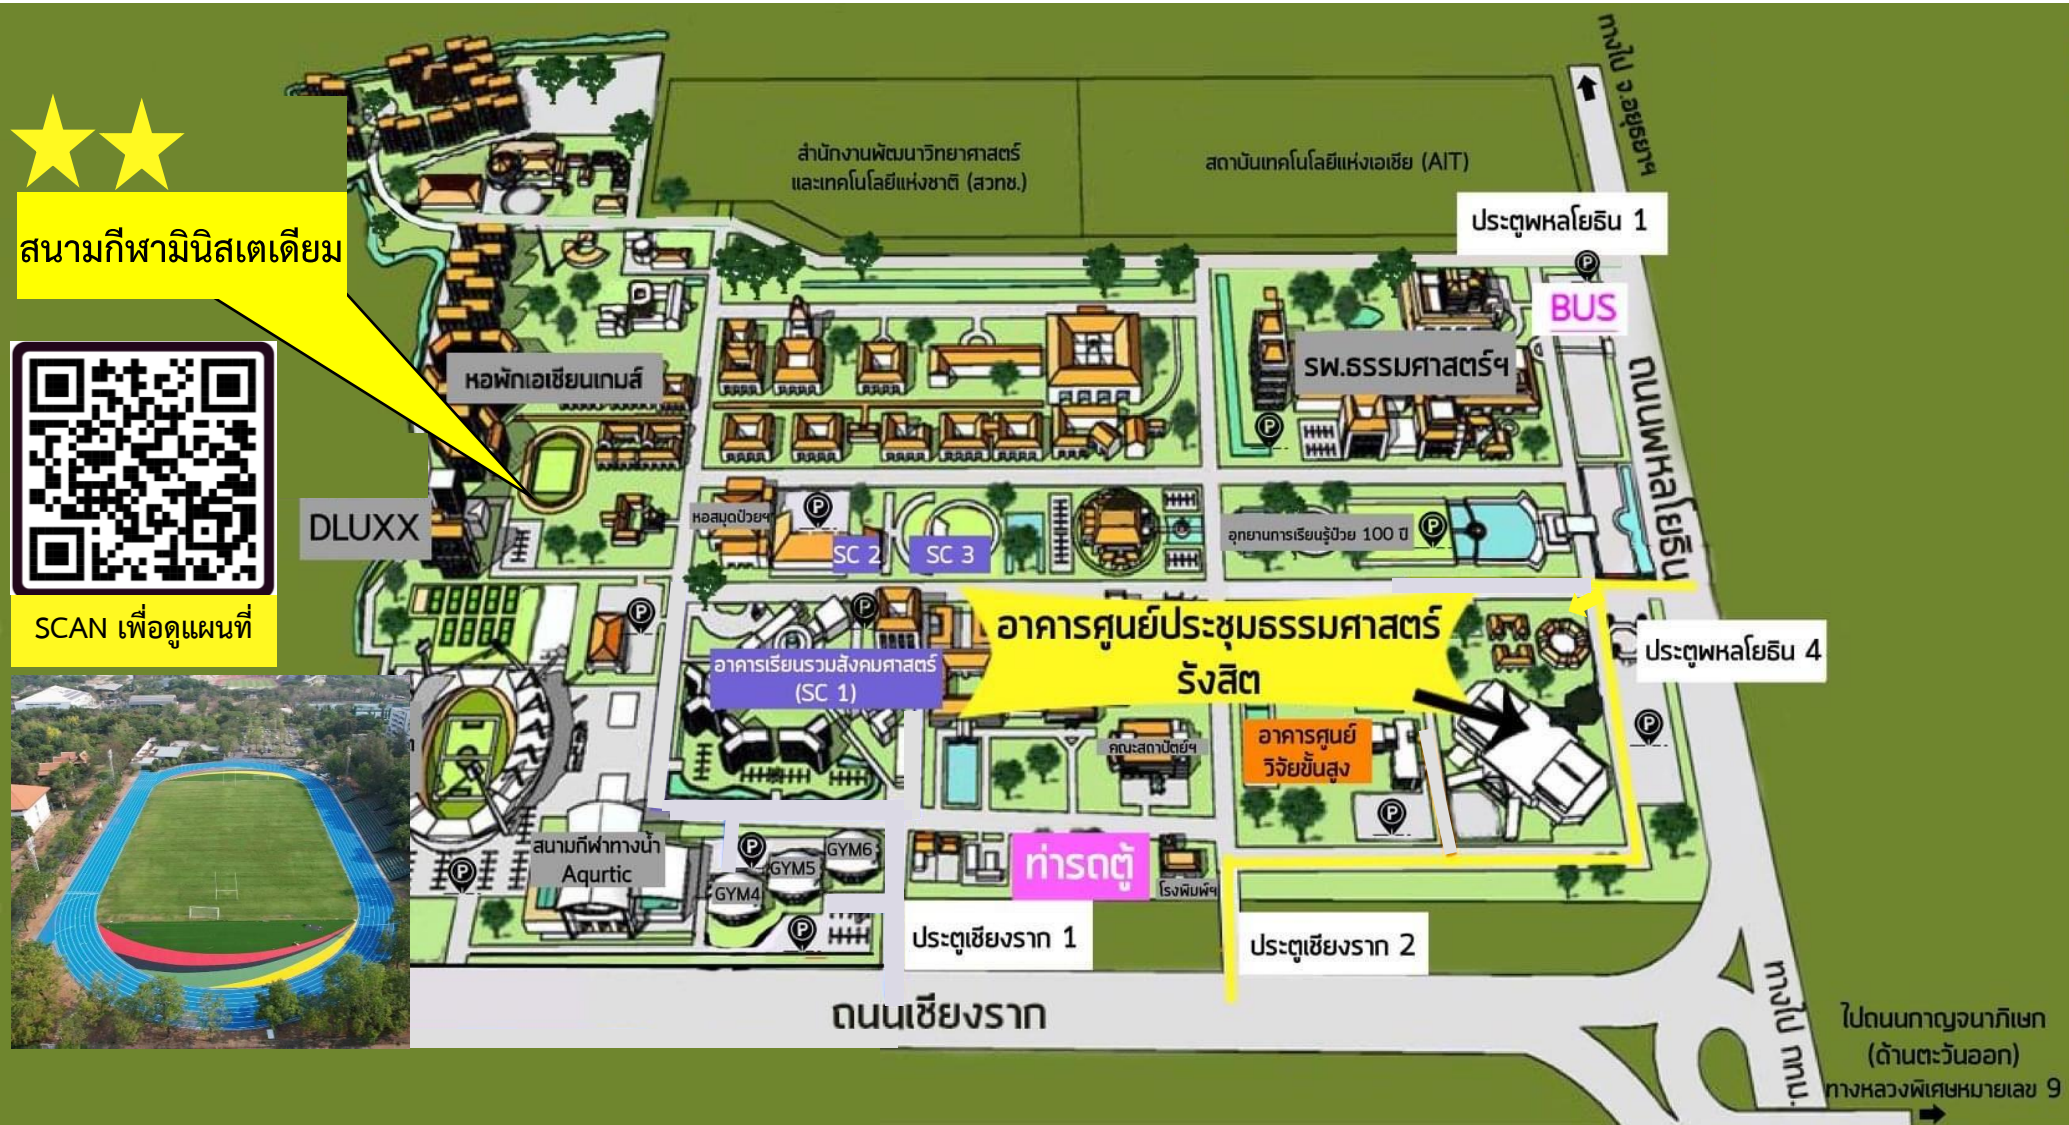 ทางไป จ.อยุธยาฯ
สำนักงานพัฒนาวิทยาศาสตร์
และเทคโนโลยีแห่งชาติ (สวทช.)
สถาบันเทคโนโลยีแห่งเอเชีย (AIT)
ประตูพหลโยธิน 1
สนามกีฬามินิสเตเดียม
P
BUS
หอพักเอเชียนเกมส์
รพ.ธรรมศาสตร์ฯ
ถนนพหลโยธิน
P
DLUXX
หอสมุดป๋วยฯ
P
SC 2
SC 3
อุทยานการเรียนรู้ป๋วย 100 ปี
P
SCAN เพื่อดูแผนที่
P
P
อาคารศูนย์ประชุมธรรมศาสตร์
รังสิต
ประตูพหลโยธิน 4
อาคารเรียนรวมสังคมศาสตร์
(SC 1)
P
คณะสถาปัตย์ฯ
อาคารศูนย์
วิจัยขั้นสูง
P
สนามกีฬาทางน้ำ
Aqurtic
P
P
GYM6
GYM5
GYM4
ท่ารถตู้
โรงพิมพ์ฯ
P
ประตูเชียงราก 1
ประตูเชียงราก 2
ถนนเชียงราก
ทางไป กทม.
ไปถนนกาญจนาภิเษก
(ด้านตะวันออก)
ทางหลวงพิเศษหมายเลข 9